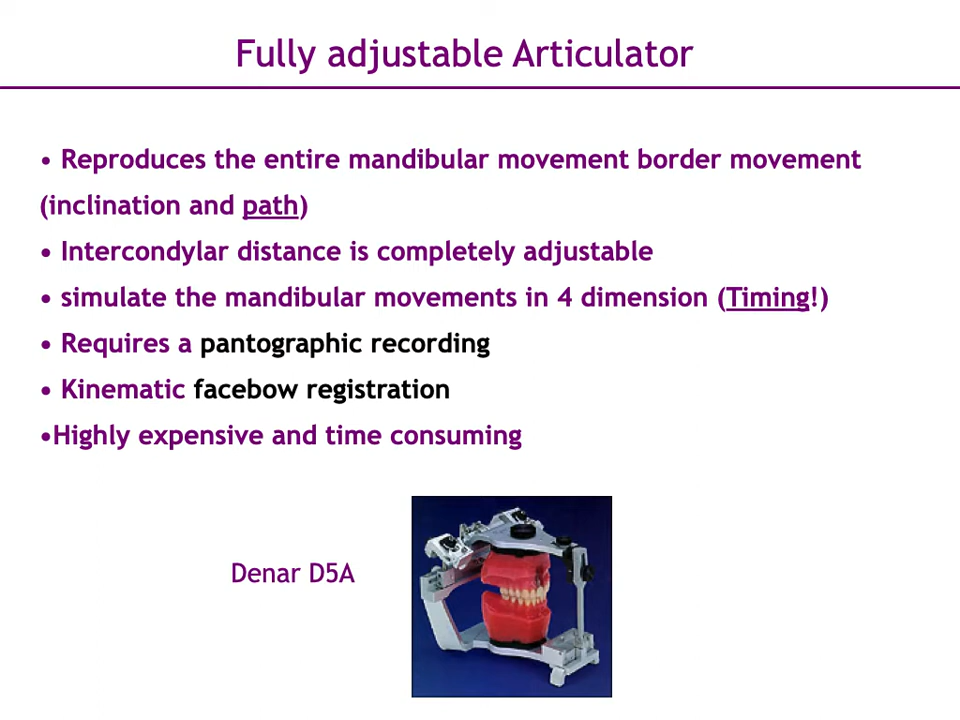 Fully adjustable Articulator
• Reproduces the entire mandibular movement border movement
(inclination and path)
• Intercondylar distance is completely adjustable
• simulate the mandibular movements in 4 dimension (Timing!)
• Requires a pantographic recording
• Kinematic facebow registration
•Highly expensive and time consuming
Denar D5A